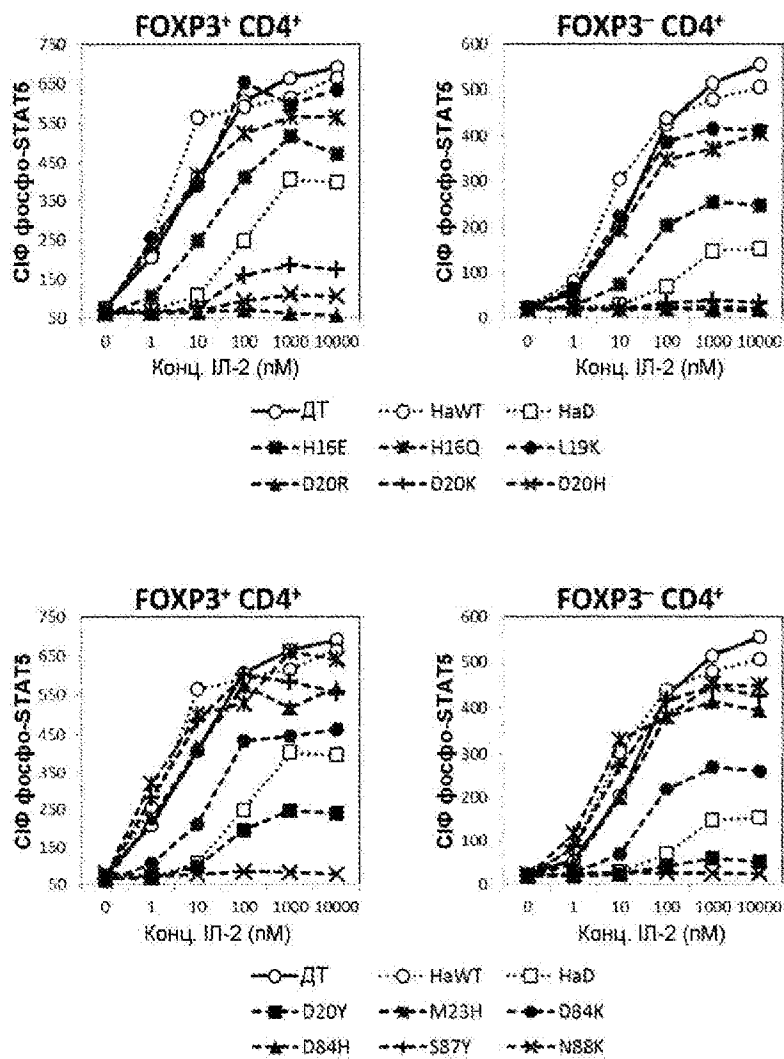 FOXP3⁺ CD4⁺
СІФ фосфо-STAT5
750
650
550
450
350
250
150
50
0 1 10 100 1000 10000
Конц. ІЛ-2 (nM)
FOXP3⁻ CD4⁺
СІФ фосфо-STAT5
600
500
400
300
200
100
0
0 1 10 100 1000 10000
Конц. ІЛ-2 (nM)
ДТ HaWT HaD
H16E H16Q L19K
D20R D20K D20H
FOXP3⁺ CD4⁺
СІФ фосфо-STAT5
750
650
550
450
350
250
150
50
0 1 10 100 1000 10000
Конц. ІЛ-2 (nM)
FOXP3⁻ CD4⁺
СІФ фосфо-STAT5
600
500
400
300
200
100
0
0 1 10 100 1000 10000
Конц. ІЛ-2 (nM)
ДТ HaWT HaD
D20Y M23H D84K
D84H S87Y N88K